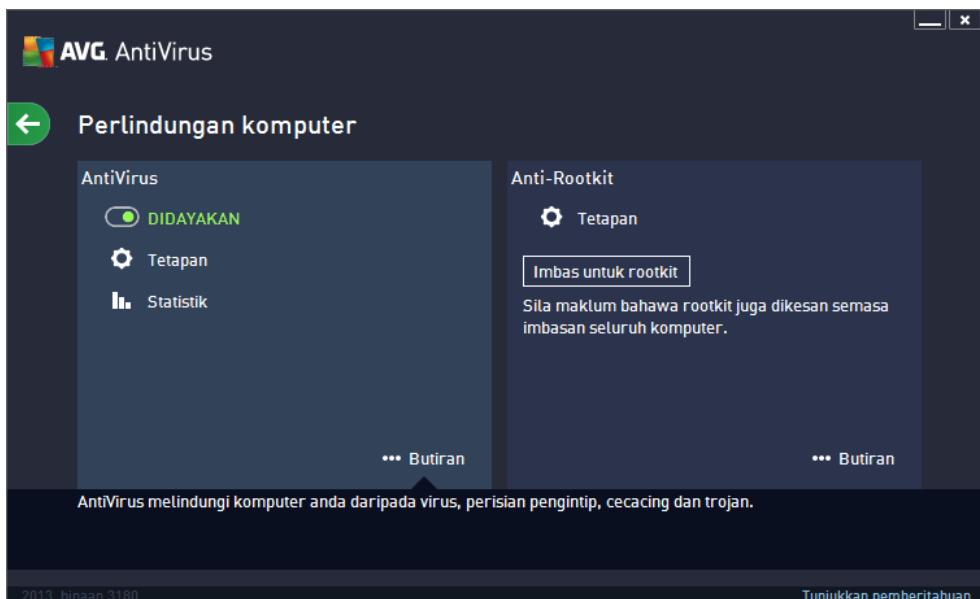 AVG. AntiVirus
Perlindungan komputer
AntiVirus
DIDAYAKAN
Tetapan
Statistik
••• Butiran
Anti-Rootkit
Tetapan
Imbas untuk rootkit
Sila maklum bahawa rootkit juga dikesan semasa
imbasan seluruh komputer.
••• Butiran
AntiVirus melindungi komputer anda daripada virus, perisian pengintip, cecacing dan trojan.
2013, binaan 3180
Tunjukkan pemberitahuan